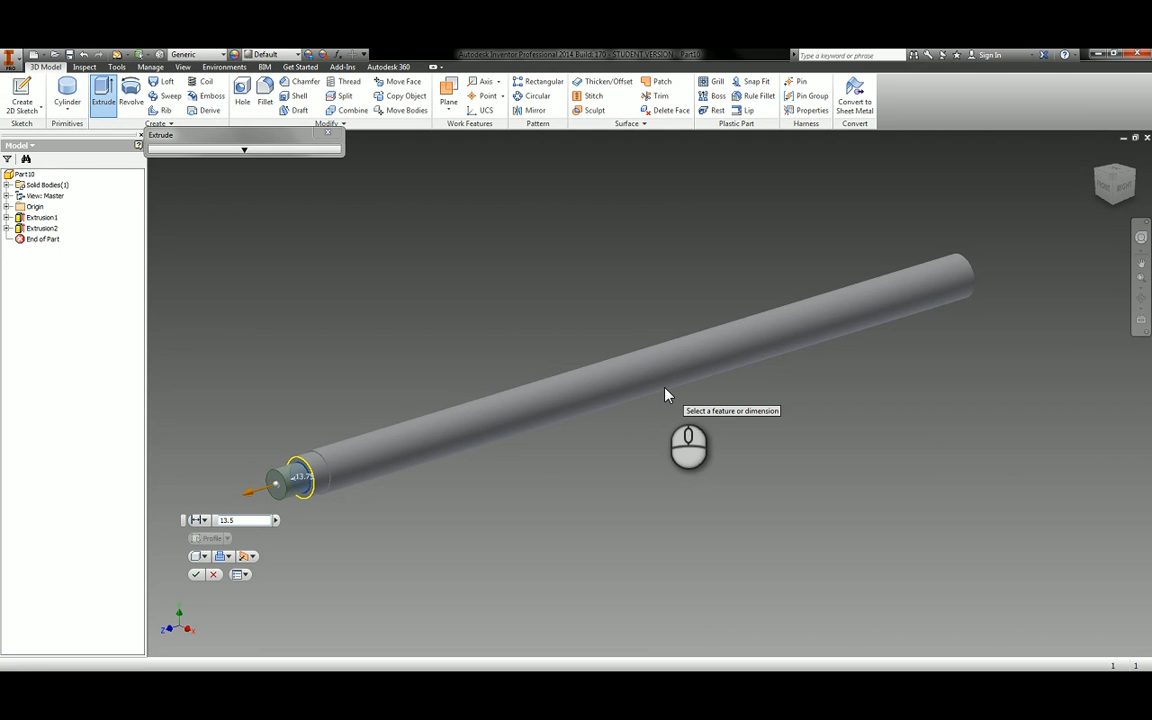 Generic
Default
Autodesk Inventor Professional 2014 Build: 170 - STUDENT VERSION Part10
Type a keyword or phrase
Sign In
PRO
3D Model Inspect Tools Manage View Environments BIM Add-Ins Get Started Autodesk 360
Create
2D Sketch
Cylinder
Extrude
Revolve
Loft
Sweep
Rib
Coil
Emboss
Derive
Hole
Fillet
Chamfer
Shell
Draft
Thread
Split
Combine
Move Face
Copy Object
Move Bodies
Plane
Axis
Point
UCS
Rectangular
Circular
Mirror
Thicken/Offset
Stitch
Sculpt
Patch
Trim
Delete Face
Grill
Boss
Rest
Snap Fit
Rule Fillet
Lip
Pin
Pin Group
Properties
Convert to
Sheet Metal
Sketch Primitives Create Modify Work Features Pattern Surface Plastic Part Harness Convert
Extrude
Model
Part10
Solid Bodies(1)
View: Master
Origin
Extrusion1
Extrusion2
End of Part
FRONT RIGHT
Select a feature or dimension
13.5
Profile
Z
1 1